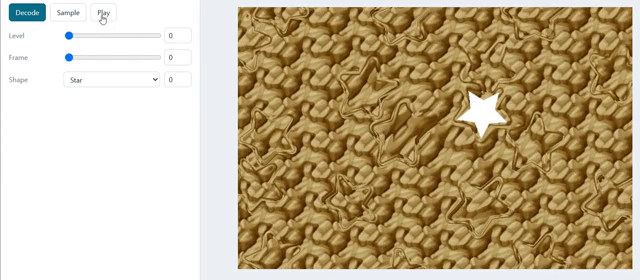 Decode Sample Play
Level 0
Frame 0
Shape Star 0